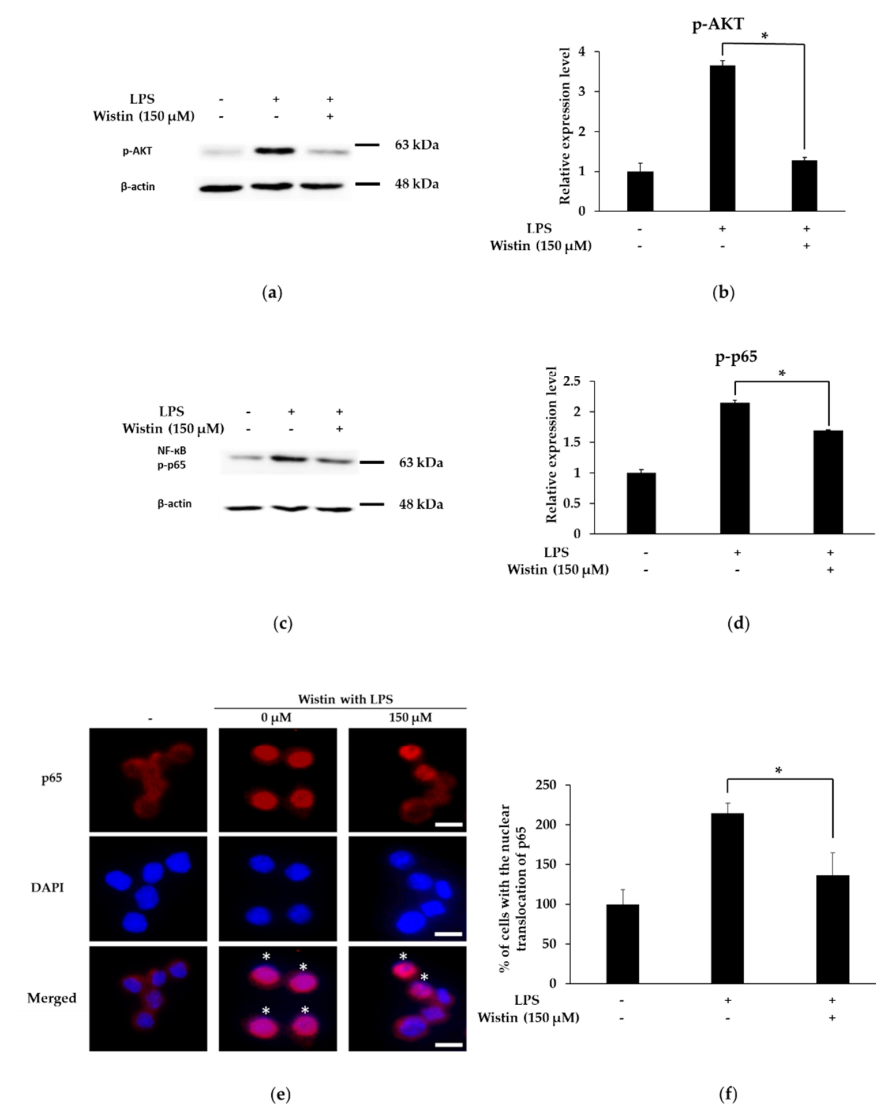 LPS - + +
Wistin (150 µM) - - +
p-AKT
63 kDa
β-actin
48 kDa
(a)
p-AKT
*
Relative expression level
4
3
2
1
0
LPS - + +
Wistin (150 µM) - - +
(b)
LPS - + +
Wistin (150 µM) - - +
NF-κB
p-p65
63 kDa
β-actin
48 kDa
(c)
p-p65
*
Relative expression level
2.5
2
1.5
1
0.5
0
LPS - + +
Wistin (150 µM) - - +
(d)
Wistin with LPS
- 0 µM 150 µM
p65
DAPI
Merged
* * * *
* *
(e)
*
% of cells with the nuclear
translocation of p65
250
200
150
100
50
0
LPS - + +
Wistin (150 µM) - - +
(f)